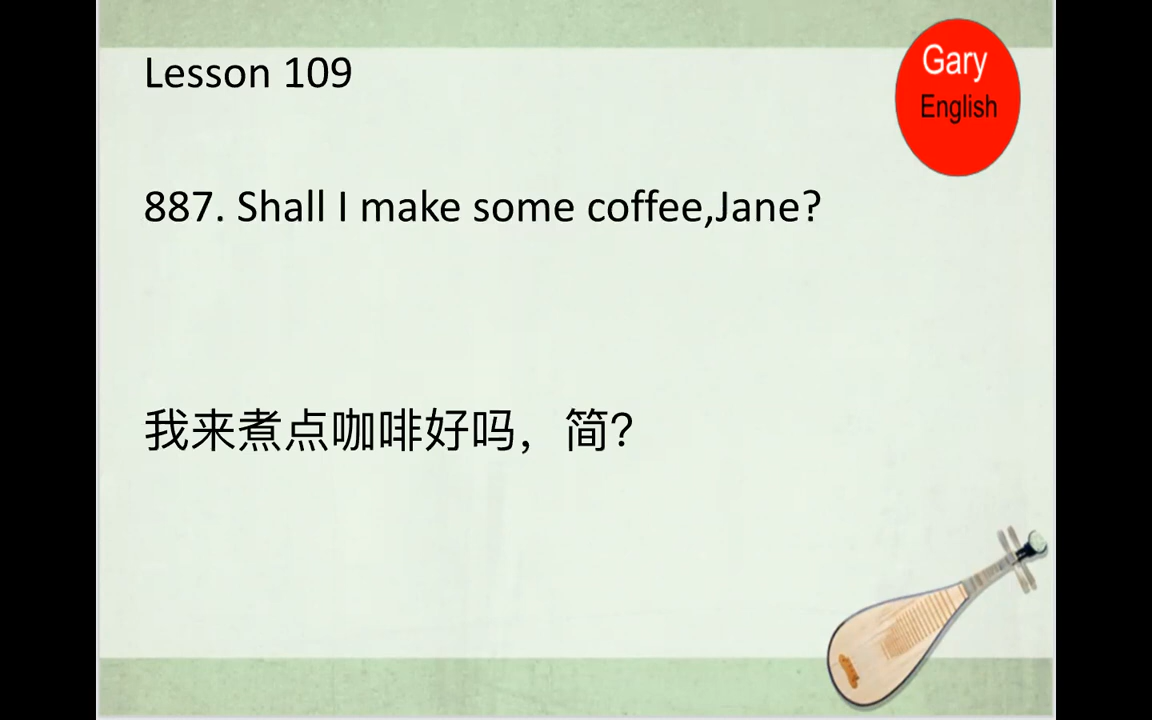 Lesson 109
Gary
English
887. Shall I make some coffee,Jane?
我来煮点咖啡好吗，简？